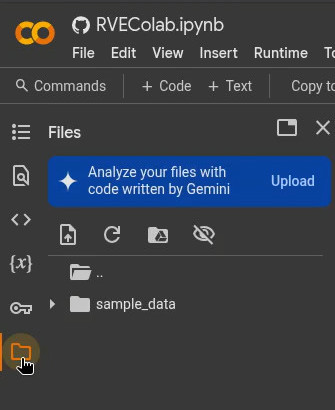 RVEColab.ipynb
File Edit View Insert Runtime To
Commands + Code + Text Copy to
Files
Analyze your files with
code written by Gemini
Upload
{x}
..
sample_data